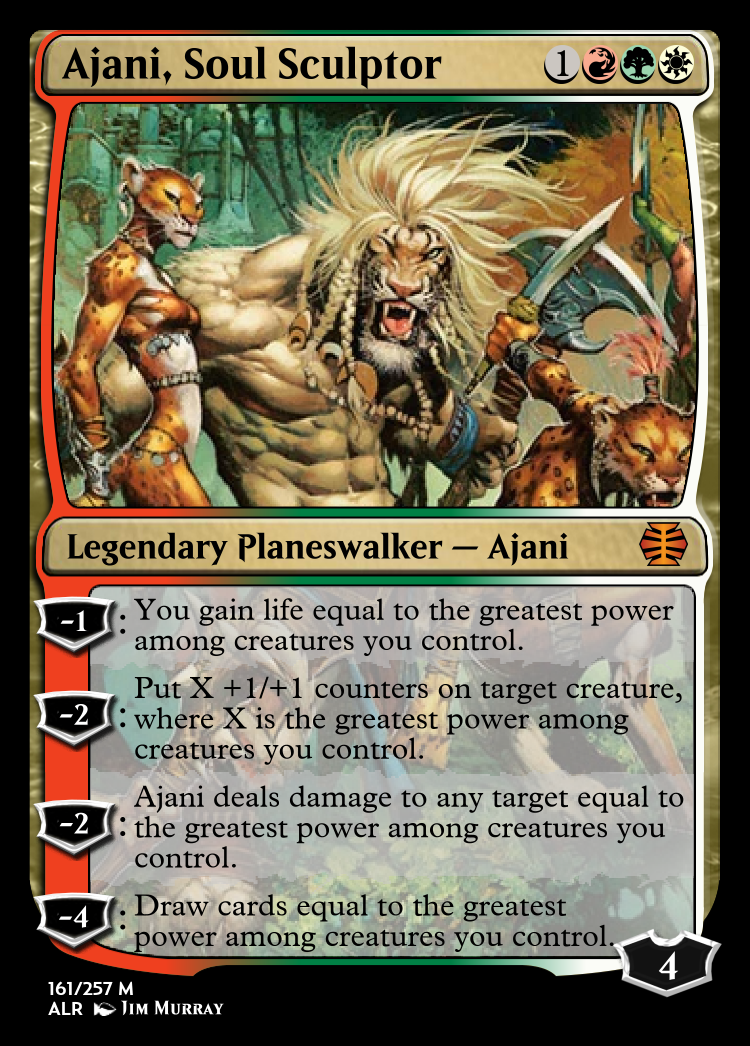 Ajani, Soul Sculptor 1
Legendary Planeswalker — Ajani
-1 : You gain life equal to the greatest power
among creatures you control.
Put X +1/+1 counters on target creature,
-2 : where X is the greatest power among
creatures you control.
Ajani deals damage to any target equal to
-2 : the greatest power among creatures you
control.
-4 : Draw cards equal to the greatest
power among creatures you control.
4
161/257 M
ALR Jim Murray